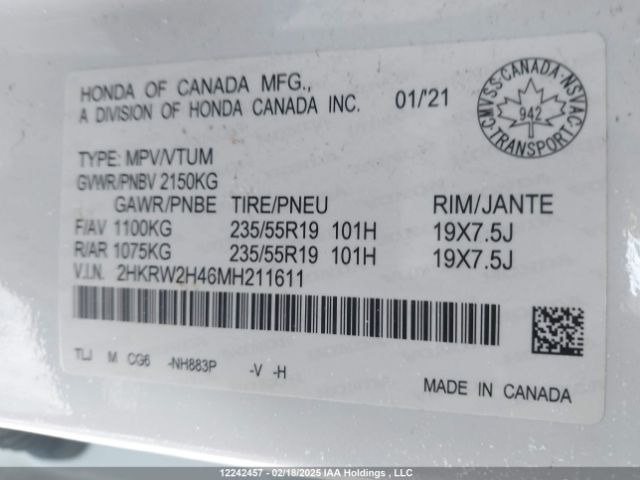 HONDA OF CANADA MFG.,
A DIVISION OF HONDA CANADA INC. 01/'21
CMVSS·CANADA·NSVAC
942
TRANSPORT
TYPE: MPV/VTUM
GVWR/PNBV 2150KG
GAWR/PNBE TIRE/PNEU RIM/JANTE
F/AV 1100KG 235/55R19 101H 19X7.5J
R/AR 1075KG 235/55R19 101H 19X7.5J
V.I.N. 2HKRW2H46MH211611
TLJ M CG6 -NH883P -V -H
MADE IN CANADA
12242457 - 02/18/2025 IAA Holdings , LLC